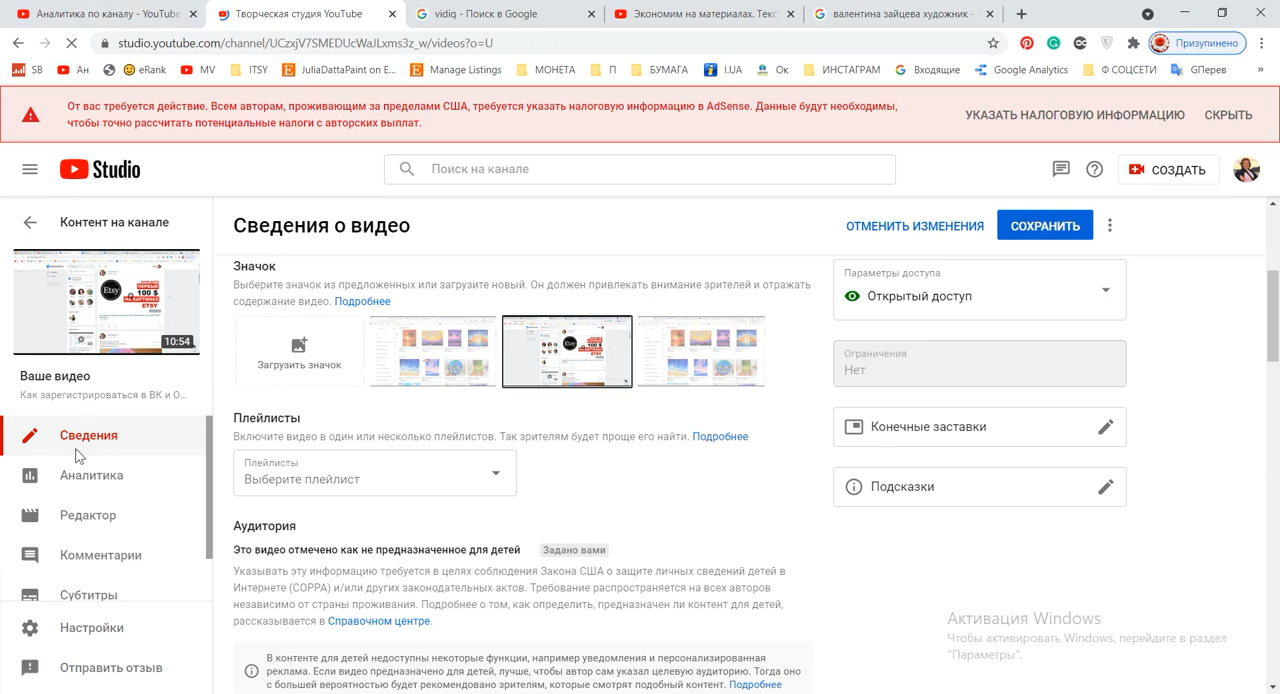 Аналитика по каналу - YouTube
Творческая студия YouTube
vidiq - Поиск в Google
Экономим на материалах. Текс
валентина зайцева художник -
studio.youtube.com/channel/UCzxjV7SMEDUcWaJLxms3z_w/videos?o=U
Призупинено
SB
Ан
eRank
MV
ITSY
JuliaDattaPaint on E...
Manage Listings
МОНЕТА
П
БУМАГА
I.UA
Ок
ИНСТАГРАМ
Входящие
Google Analytics
Ф СОЦСЕТИ
GПерев
»
От вас требуется действие. Всем авторам, проживающим за пределами США, требуется указать налоговую информацию в AdSense. Данные будут необходимы,
чтобы точно рассчитать потенциальные налоги с авторских выплат.
УКАЗАТЬ НАЛОГОВУЮ ИНФОРМАЦИЮ
СКРЫТЬ
Studio
Поиск на канале
СОЗДАТЬ
Контент на канале
Etsy
10:54
Ваше видео
Как зарегистрироваться в ВК и О...
Сведения
Аналитика
Редактор
Комментарии
Субтитры
Настройки
Отправить отзыв
Сведения о видео
ОТМЕНИТЬ ИЗМЕНЕНИЯ
СОХРАНИТЬ
Значок
Выберите значок из предложенных или загрузите новый. Он должен привлекать внимание зрителей и отражать
содержание видео. Подробнее
Загрузить значок
Плейлисты
Включите видео в один или несколько плейлистов. Так зрителям будет проще его найти. Подробнее
Плейлисты
Выберите плейлист
Аудитория
Это видео отмечено как не предназначенное для детей
Задано вами
Указывать эту информацию требуется в целях соблюдения Закона США о защите личных сведений детей в
Интернете (COPPA) и/или других законодательных актов. Требование распространяется на всех авторов
независимо от страны проживания. Подробнее о том, как определить, предназначен ли контент для детей,
рассказывается в Справочном центре.
В контенте для детей недоступны некоторые функции, например уведомления и персонализированная
реклама. Если видео предназначено для детей, лучше, чтобы автор сам указал целевую аудиторию. Тогда оно
с большей вероятностью будет рекомендовано зрителям, которые смотрят подобный контент. Подробнее
Параметры доступа
Открытый доступ
Ограничения
Нет
Конечные заставки
Подсказки
Активация Windows
Чтобы активировать Windows, перейдите в раздел
"Параметры".